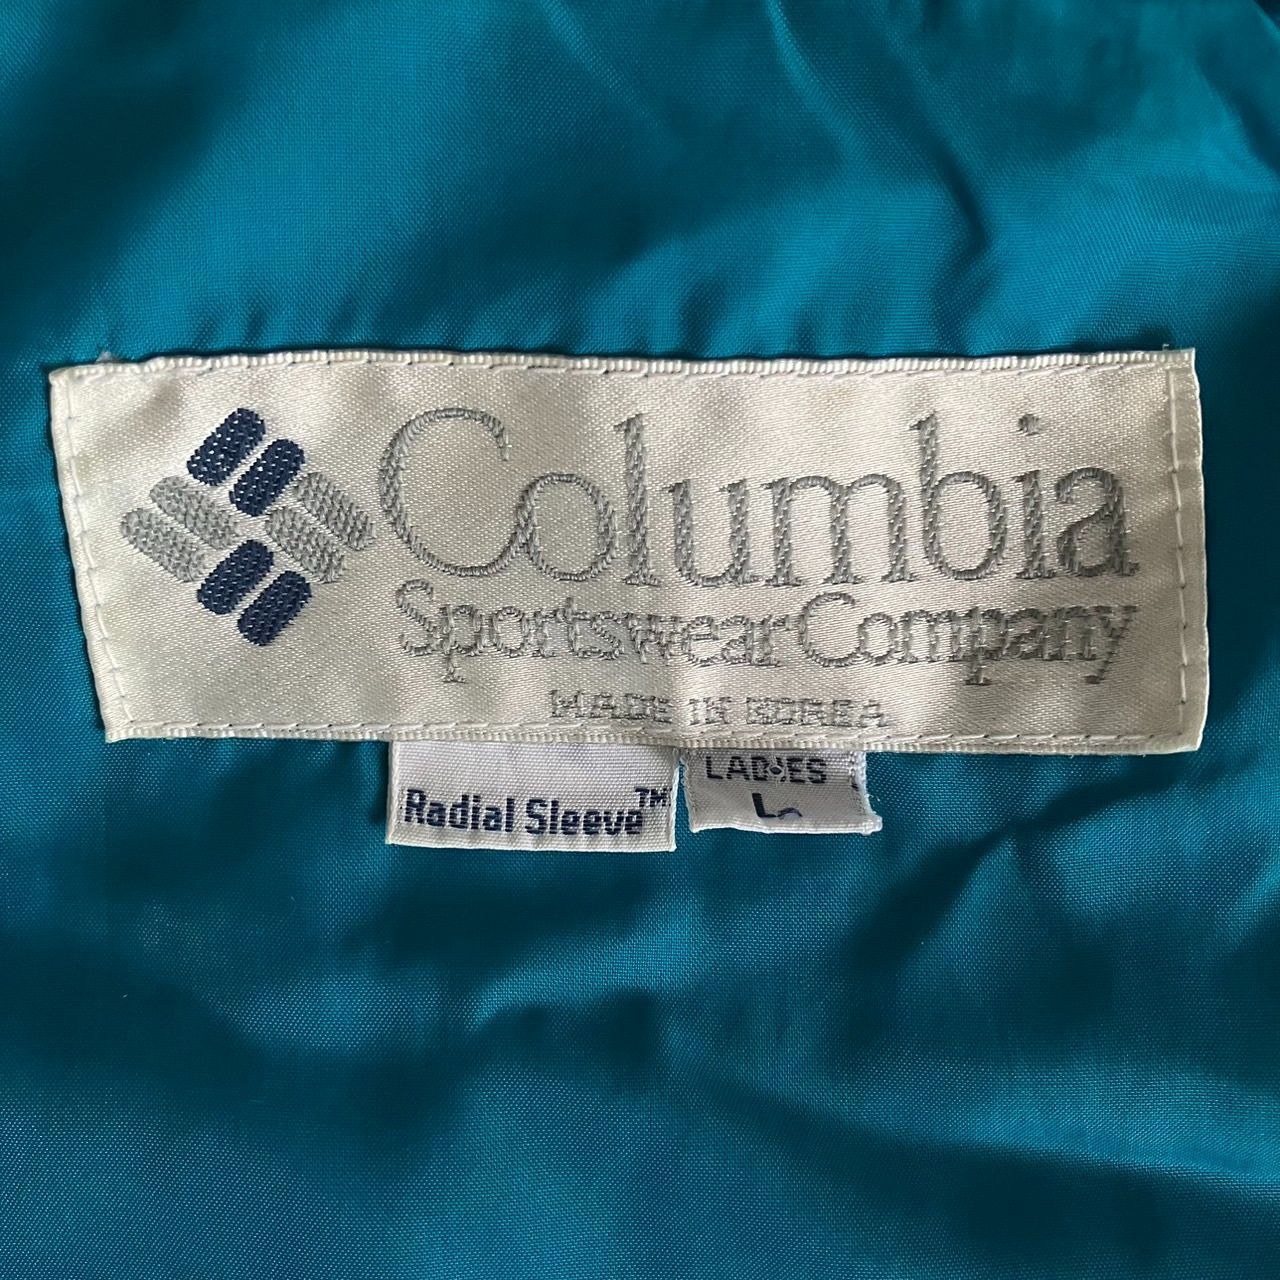 Columbia
Sportswear Company
MADE IN KOREA
Radial Sleeve™
LADIES
L